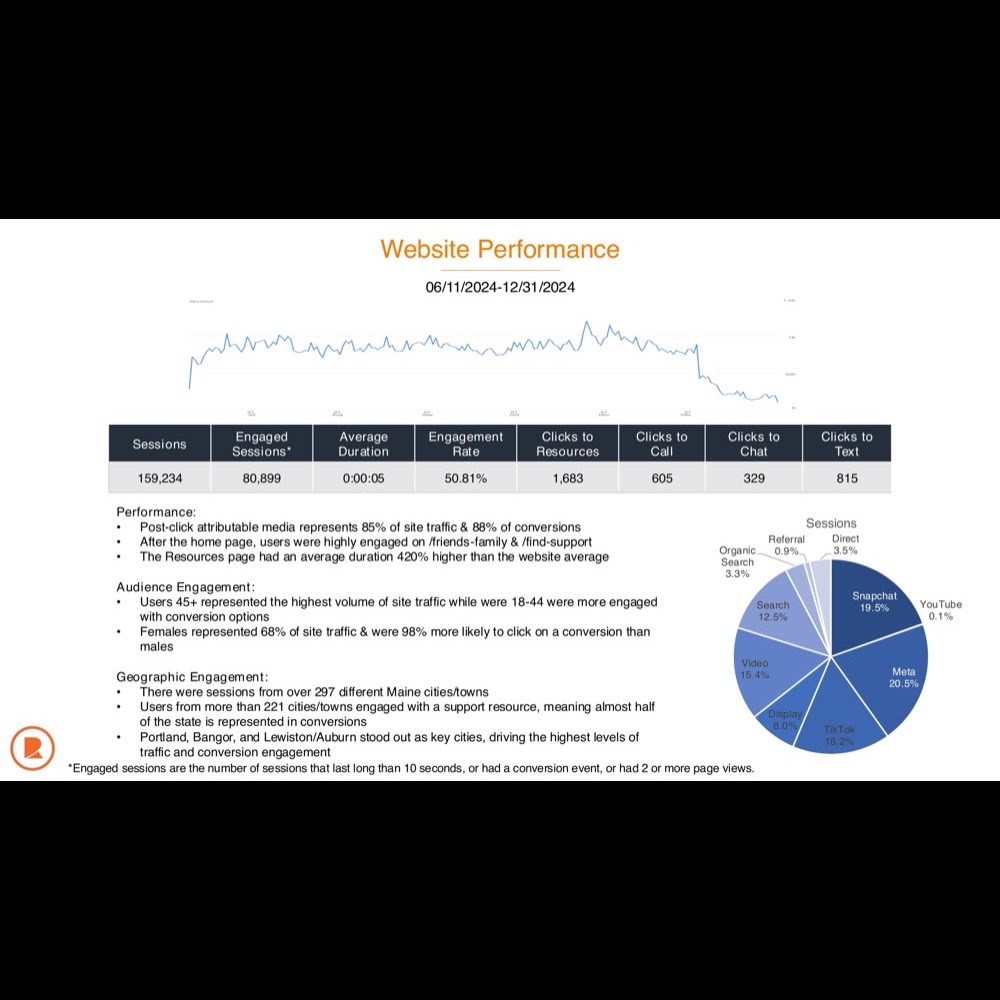 Website Performance
06/11/2024-12/31/2024
Sessions
Engaged Sessions*
Average Duration
Engagement Rate
Clicks to Resources
Clicks to Call
Clicks to Chat
Clicks to Text
159,234
80,899
0:00:05
50.81%
1,683
605
329
815
Performance:
• Post-click attributable media represents 85% of site traffic & 88% of conversions
• After the home page, users were highly engaged on /friends-family & /find-support
• The Resources page had an average duration 420% higher than the website average
Audience Engagement:
• Users 45+ represented the highest volume of site traffic while were 18-44 were more engaged
with conversion options
• Females represented 68% of site traffic & were 98% more likely to click on a conversion than
males
Geographic Engagement:
• There were sessions from over 297 different Maine cities/towns
• Users from more than 221 cities/towns engaged with a support resource, meaning almost half
of the state is represented in conversions
• Portland, Bangor, and Lewiston/Auburn stood out as key cities, driving the highest levels of
traffic and conversion engagement
*Engaged sessions are the number of sessions that last long than 10 seconds, or had a conversion event, or had 2 or more page views.
Sessions
Referral
0.9%
Direct
3.5%
Organic
Search
3.3%
Snapchat
19.5%
YouTube
0.1%
Search
12.5%
Meta
20.5%
Video
15.4%
Display
8.0%
TikTok
16.2%